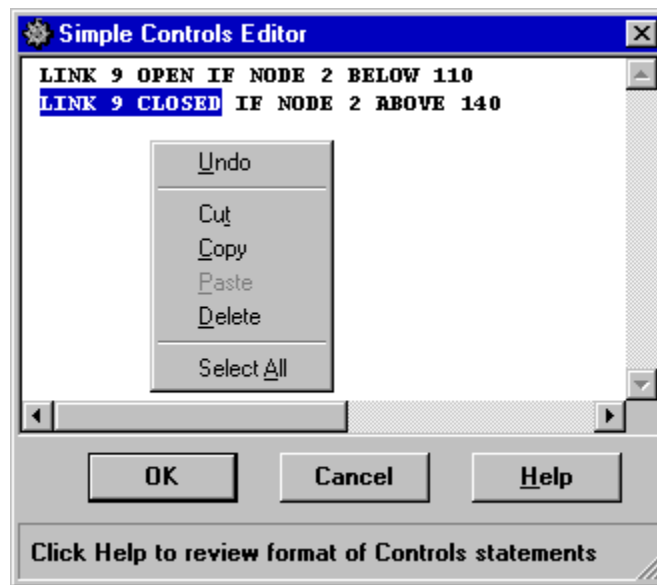 Simple Controls Editor
LINK 9 OPEN IF NODE 2 BELOW 110
LINK 9 CLOSED IF NODE 2 ABOVE 140
Undo
Cut
Copy
Paste
Delete
Select All
OK Cancel Help
Click Help to review format of Controls statements